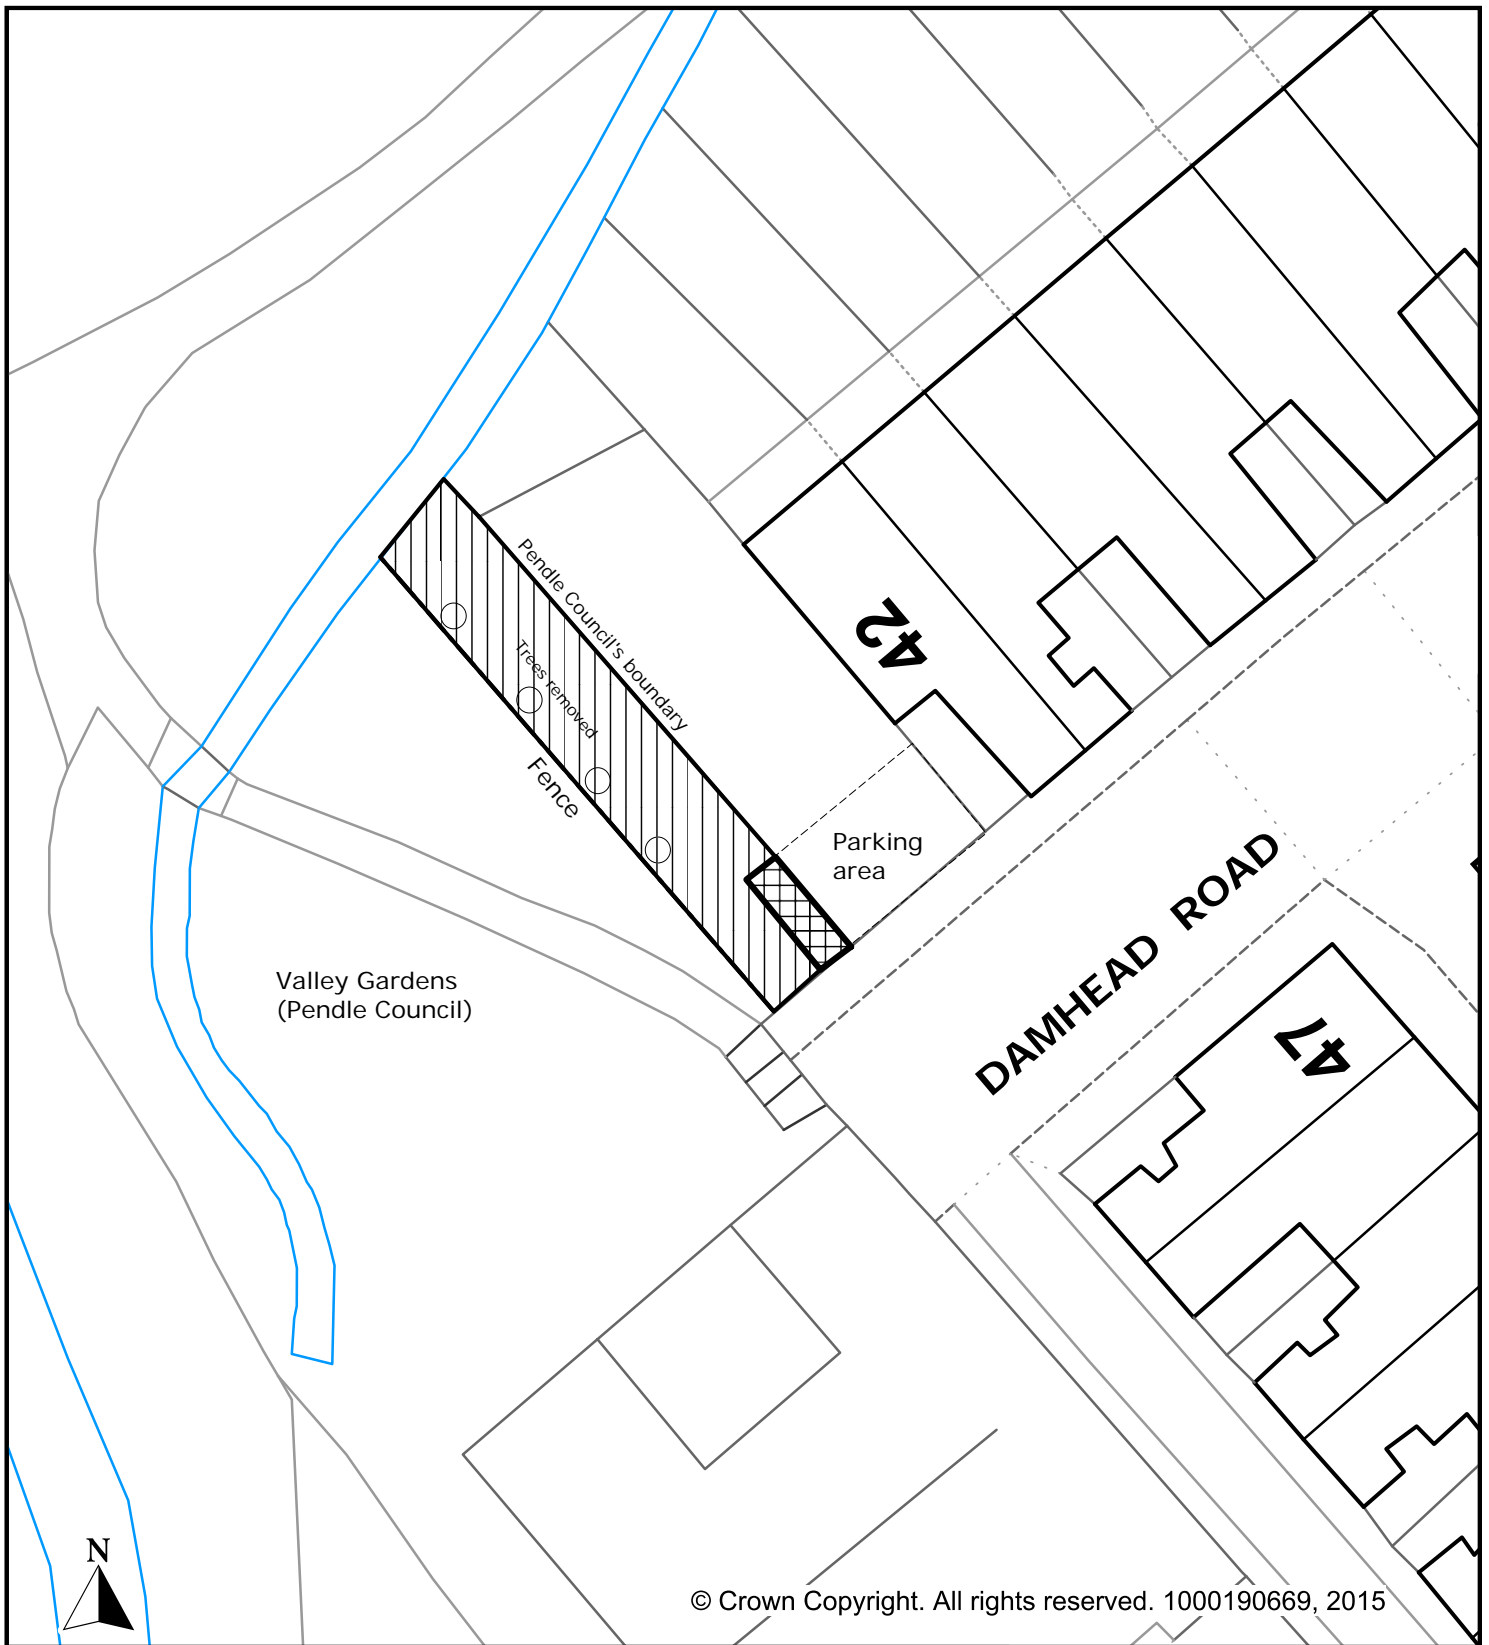 42
Pendle Council's boundary
Trees removed
Fence
Parking
area
DAMHEAD ROAD
Valley Gardens
(Pendle Council)
47
N
© Crown Copyright. All rights reserved. 1000190669, 2015